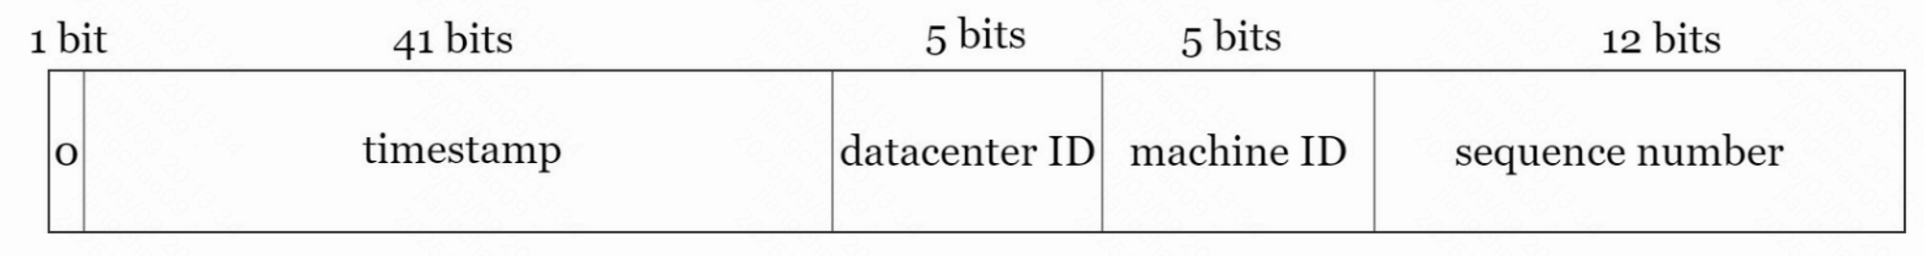 1 bit 41 bits 5 bits 5 bits 12 bits
0 timestamp datacenter ID machine ID sequence number